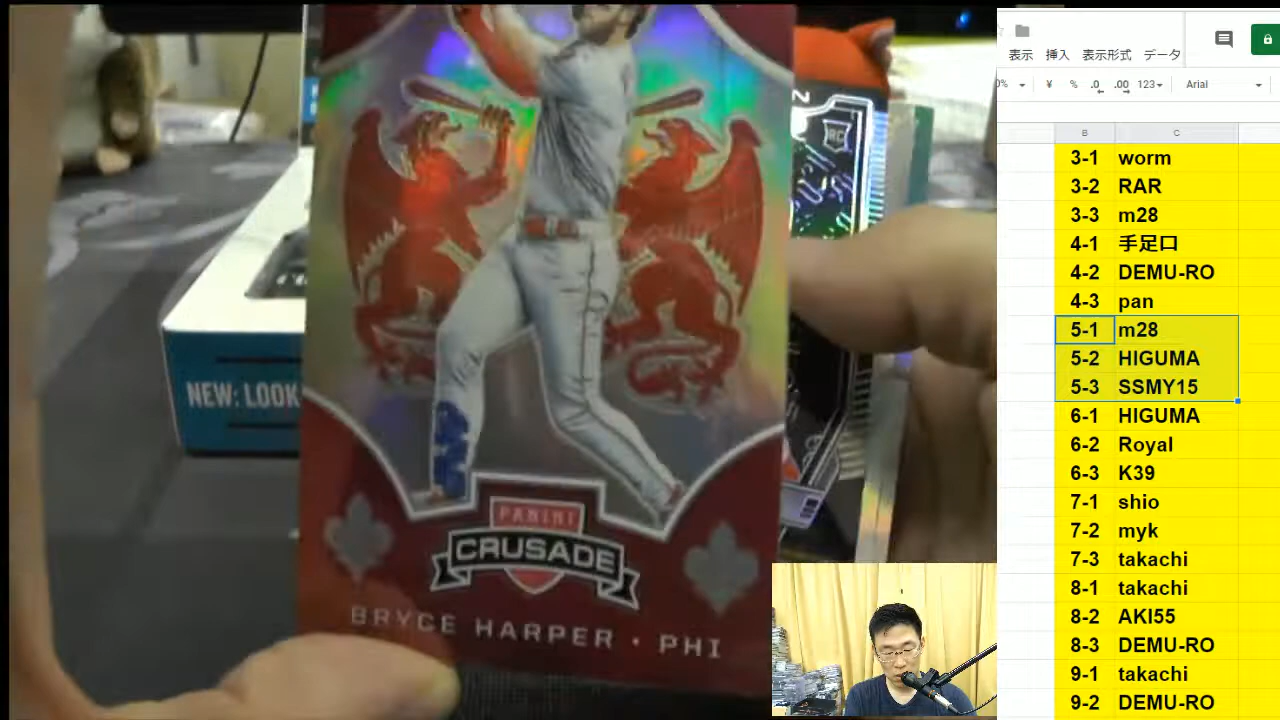 RC
NEW: LOOK
PANINI
CRUSADE
BRYCE HARPER · PHI
表示 挿入 表示形式 データ
0% ¥ % .0 .00 123 Arial
B C
3-1 worm
3-2 RAR
3-3 m28
4-1 手足口
4-2 DEMU-RO
4-3 pan
5-1 m28
5-2 HIGUMA
5-3 SSMY15
6-1 HIGUMA
6-2 Royal
6-3 K39
7-1 shio
7-2 myk
7-3 takachi
8-1 takachi
8-2 AKI55
8-3 DEMU-RO
9-1 takachi
9-2 DEMU-RO